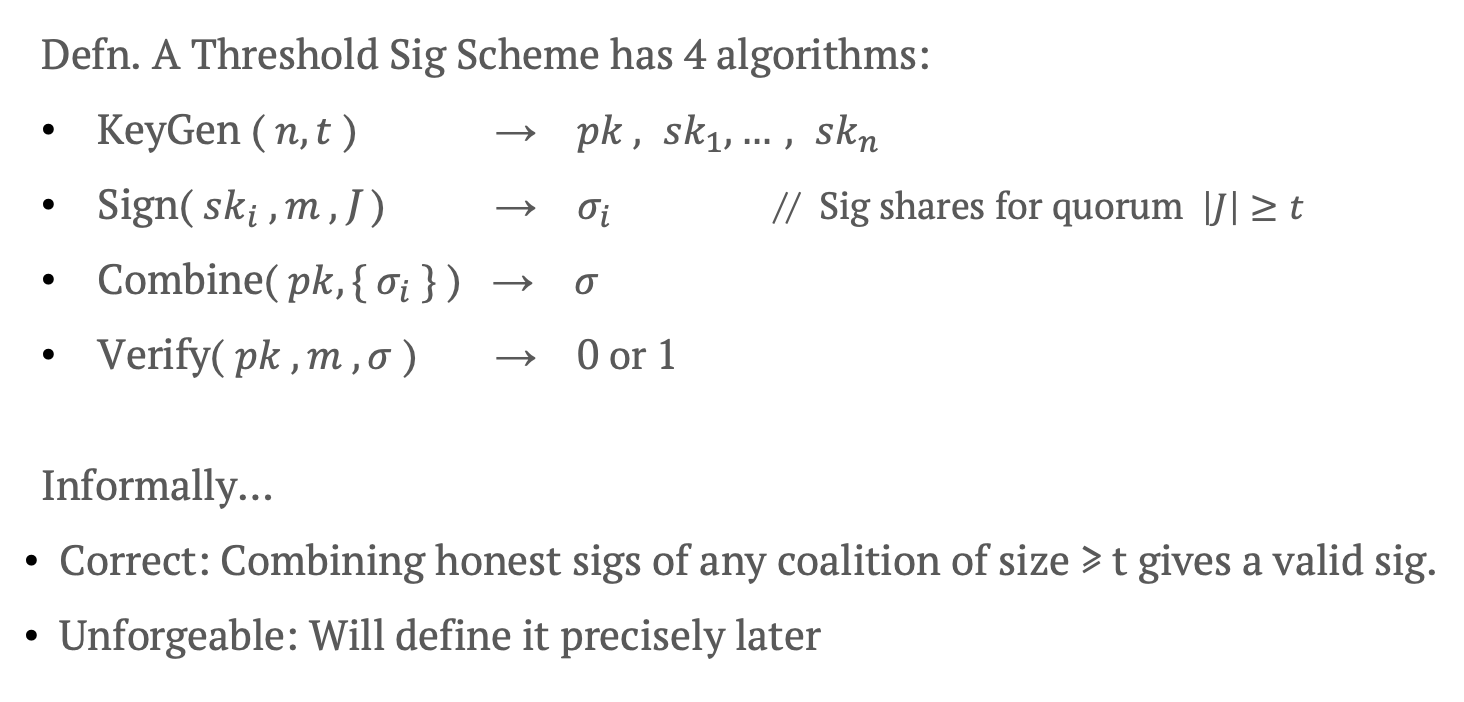 Defn. A Threshold Sig Scheme has 4 algorithms:
• KeyGen ( n, t ) → pk , sk₁, … , skₙ
• Sign( skᵢ , m , J ) → σᵢ // Sig shares for quorum |J| ≥ t
• Combine( pk, { σᵢ } ) → σ
• Verify( pk , m , σ ) → 0 or 1
Informally…
• Correct: Combining honest sigs of any coalition of size ⩾ t gives a valid sig.
• Unforgeable: Will define it precisely later